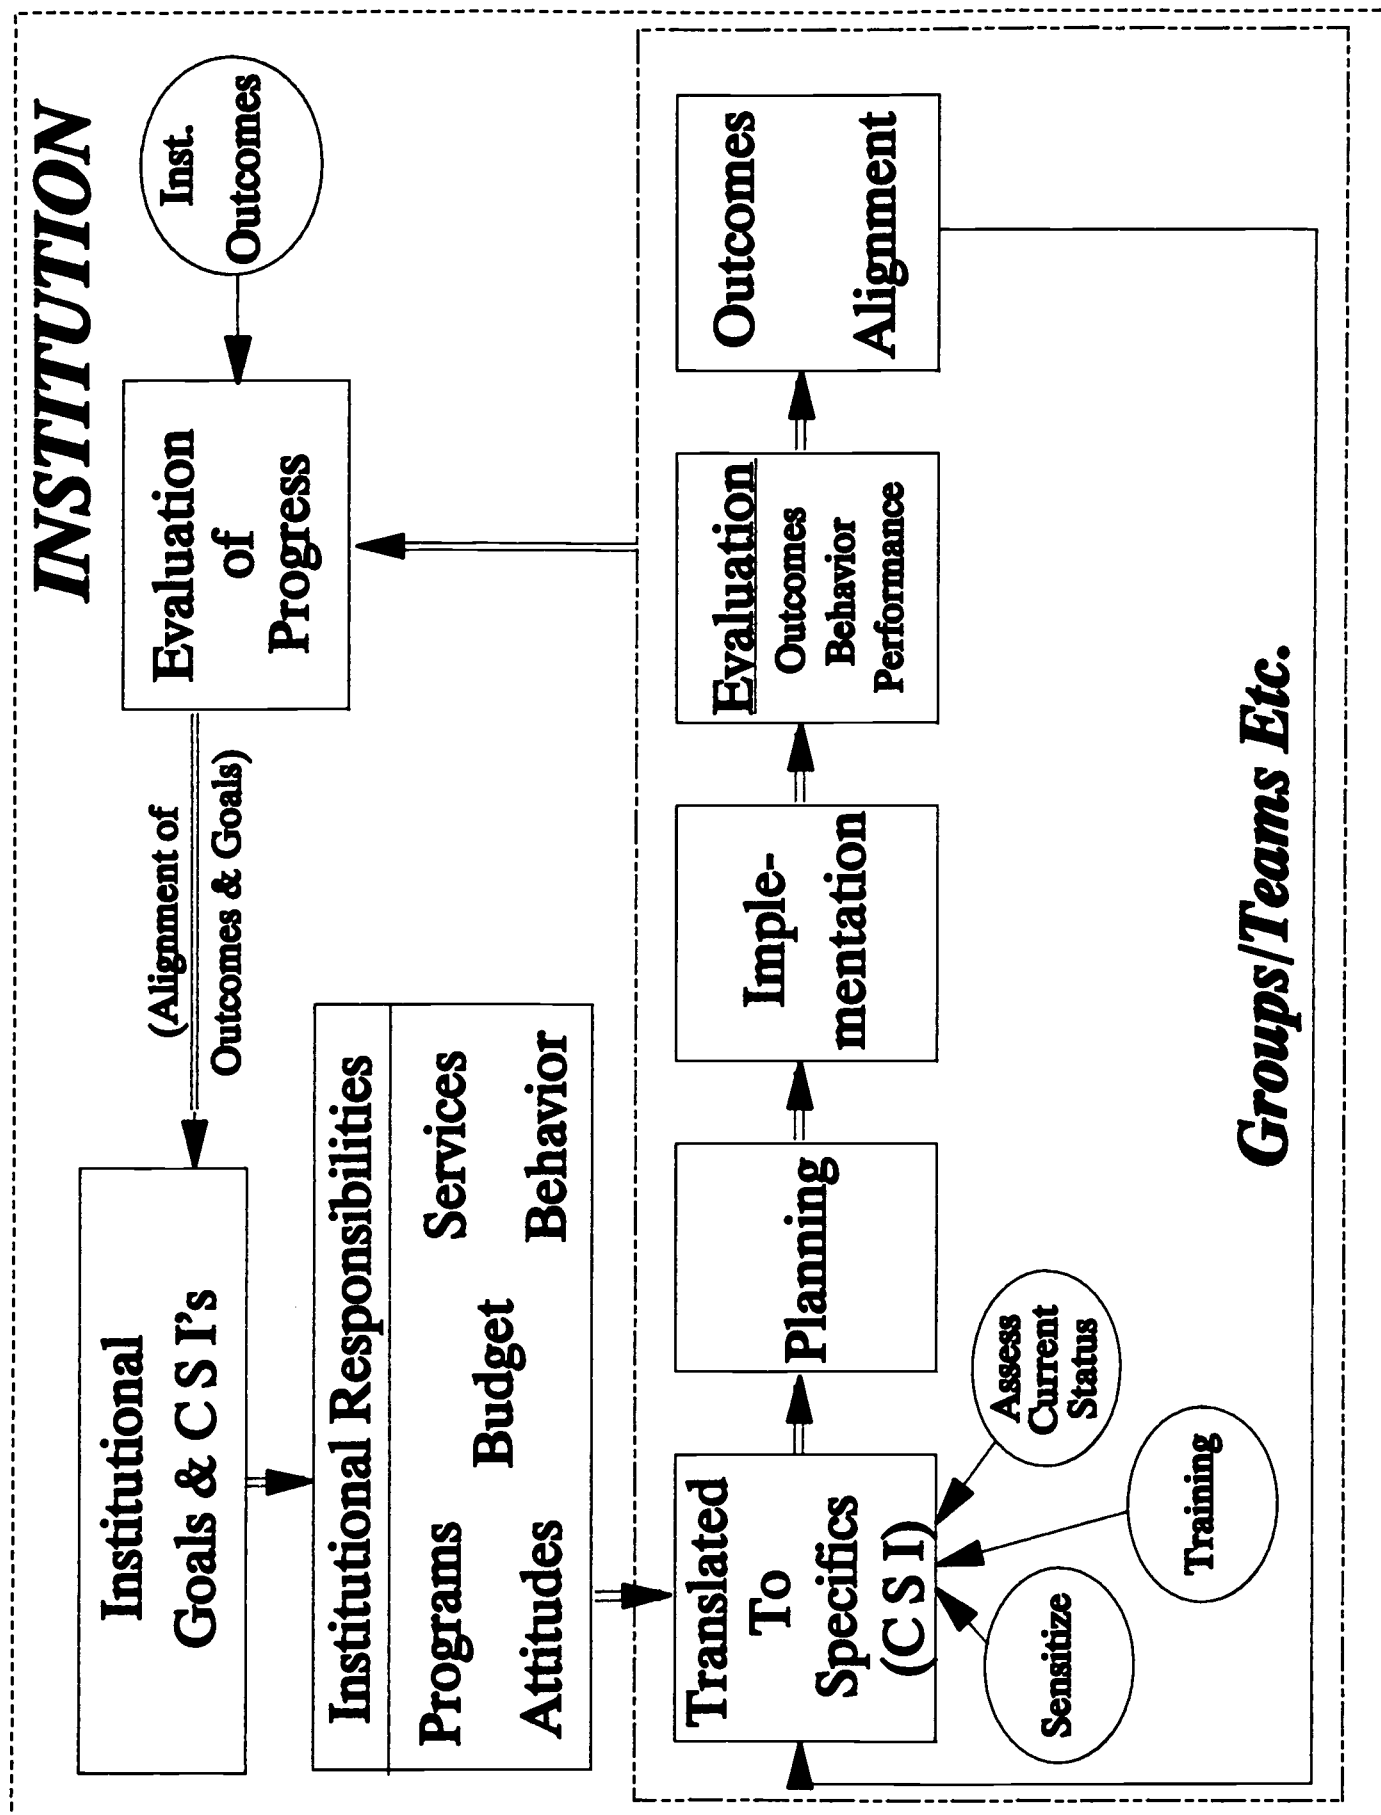 INSTITUTION
Institutional
Goals & C S I's
(Alignment of
Outcomes & Goals)
Evaluation
of
Progress
Inst.
Outcomes
Institutional Responsibilities
Programs
Services
Budget
Attitudes
Behavior
Translated
To
Specifics
(C S I)
Planning
Imple-
mentation
Evaluation
Outcomes
Behavior
Performance
Outcomes
Alignment
Sensitize
Training
Assess
Current
Status
Groups/Teams Etc.